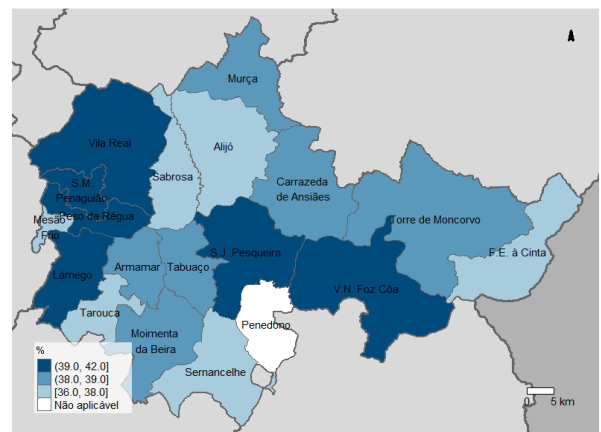 Murça
Vila Real
Alijó
Sabrosa
S.M.
Penaguião
Carrazeda
de Ansiães
Mesão
Frio
Peso da Régua
Torre de Moncorvo
F.E. à Cinta
S.J. Pesqueira
Lamego
Armamar
Tabuaço
V.N. Foz Côa
Tarouca
Penedono
Moimenta
da Beira
Sernancelhe
%
(39.0, 42.0]
(38.0, 39.0]
[36.0, 38.0]
Não aplicável
0 5 km